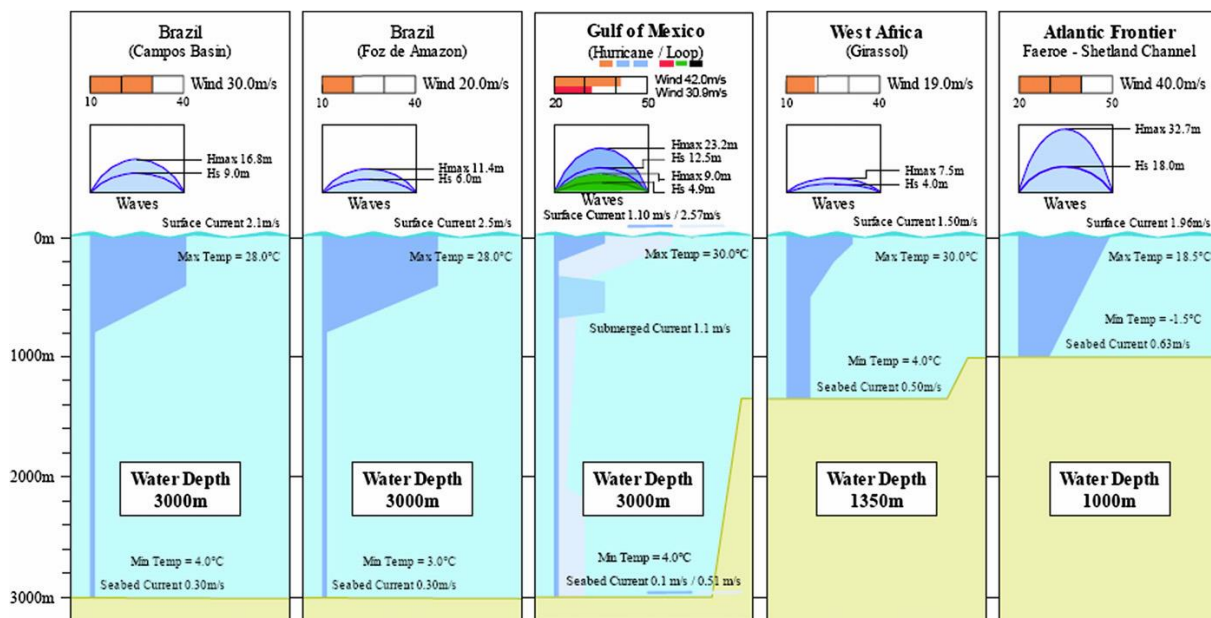 Brazil
(Campos Basin)
Wind 30.0m/s
10
40
Hmax 16.8m
Hs 9.0m
Waves
Surface Current 2.1m/s
Brazil
(Foz de Amazon)
Wind 20.0m/s
10
40
Hmax 11.4m
Hs 6.0m
Waves
Surface Current 2.5m/s
Gulf of Mexico
(Hurricane / Loop)
Wind 42.0m/s
Wind 30.9m/s
20
50
Hmax 23.2m
Hs 12.5m
Hmax 9.0m
Hs 4.9m
Waves
Surface Current 1.10 m/s / 2.57m/s
West Africa
(Girassol)
Wind 19.0m/s
10
40
Hmax 7.5m
Hs 4.0m
Waves
Surface Current 1.50m/s
Atlantic Frontier
Faeroe - Shetland Channel
Wind 40.0m/s
20
50
Hmax 32.7m
Hs 18.0m
Waves
Surface Current 1.96m/s
0m
1000m
2000m
3000m
Max Temp = 28.0°C
Water Depth
3000m
Min Temp = 4.0°C
Seabed Current 0.30m/s
Max Temp = 28.0°C
Water Depth
3000m
Min Temp = 3.0°C
Seabed Current 0.30m/s
Max Temp = 30.0°C
Submerged Current 1.1 m/s
Water Depth
3000m
Min Temp = 4.0°C
Seabed Current 0.1 m/s / 0.51 m/s
Max Temp = 30.0°C
Min Temp = 4.0°C
Seabed Current 0.50m/s
Water Depth
1350m
Max Temp = 18.5°C
Min Temp = -1.5°C
Seabed Current 0.63m/s
Water Depth
1000m